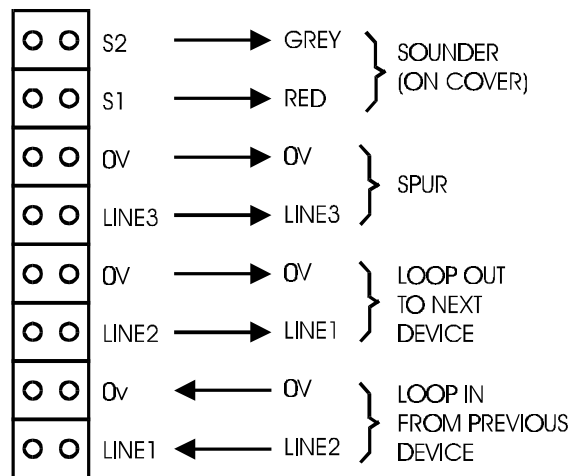 S2 GREY
SOUNDER
(ON COVER)
S1 RED
0V 0V
SPUR
LINE3 LINE3
0V 0V
LOOP OUT
TO NEXT
DEVICE
LINE2 LINE1
0v 0V
LOOP IN
FROM PREVIOUS
DEVICE
LINE1 LINE2